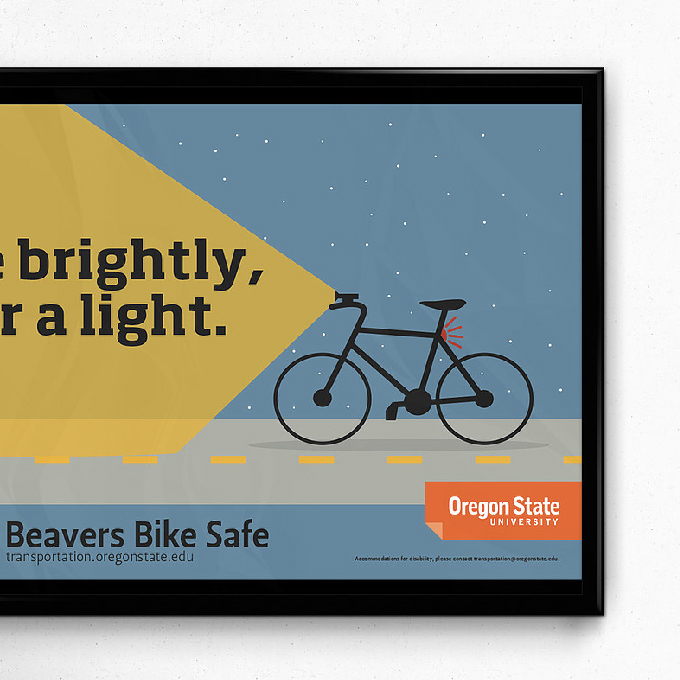 e brightly,
r a light.
Oregon State
UNIVERSITY
Beavers Bike Safe
transportation.oregonstate.edu
Accommodations for disability, please contact transportation@oregonstate.edu.